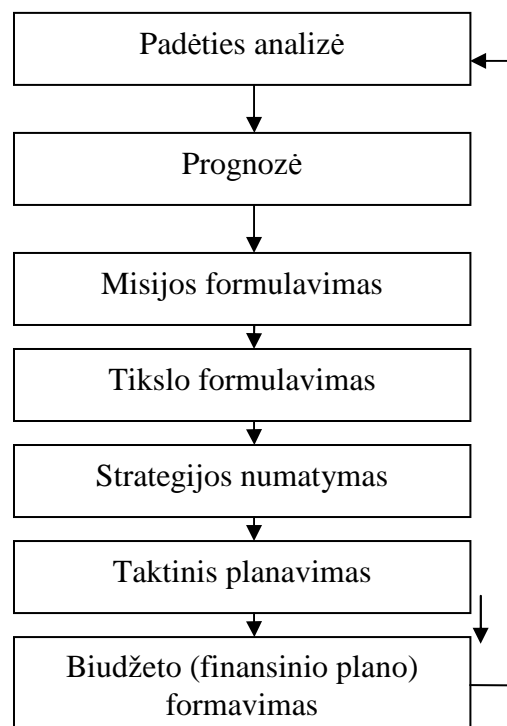 Padėties analizė
Prognozė
Misijos formulavimas
Tikslo formulavimas
Strategijos numatymas
Taktinis planavimas
Biudžeto (finansinio plano)
formavimas